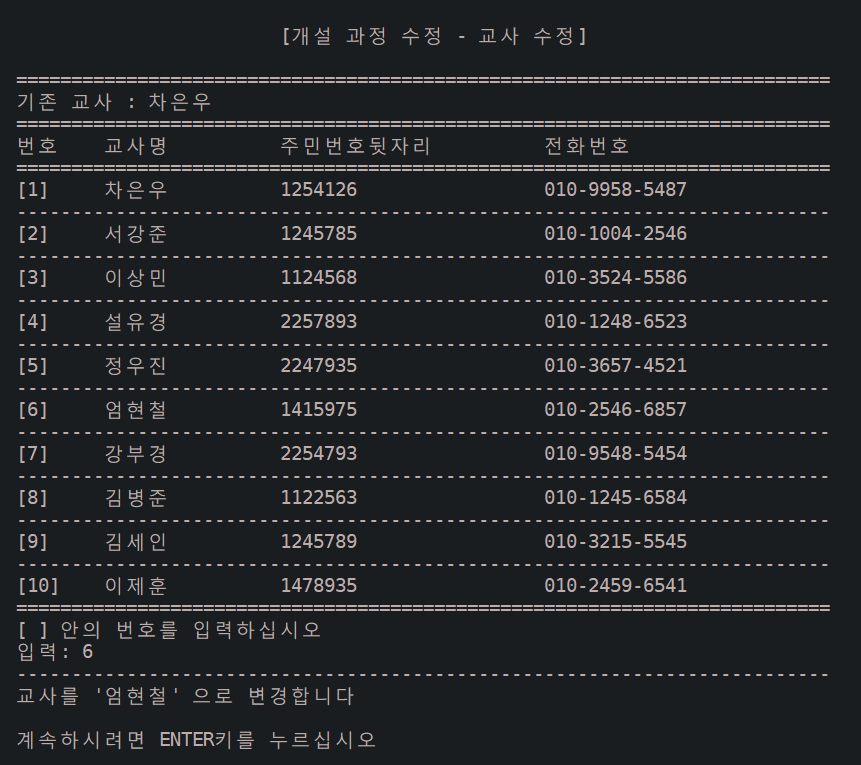 [개설 과정 수정 - 교사 수정]
==========================================================================
기존 교사 : 차은우
==========================================================================
번호 교사명 주민번호뒷자리 전화번호
==========================================================================
[1] 차은우 1254126 010-9958-5487
--------------------------------------------------------------------------
[2] 서강준 1245785 010-1004-2546
--------------------------------------------------------------------------
[3] 이상민 1124568 010-3524-5586
--------------------------------------------------------------------------
[4] 설유경 2257893 010-1248-6523
--------------------------------------------------------------------------
[5] 정우진 2247935 010-3657-4521
--------------------------------------------------------------------------
[6] 엄현철 1415975 010-2546-6857
--------------------------------------------------------------------------
[7] 강부경 2254793 010-9548-5454
--------------------------------------------------------------------------
[8] 김병준 1122563 010-1245-6584
--------------------------------------------------------------------------
[9] 김세인 1245789 010-3215-5545
--------------------------------------------------------------------------
[10] 이제훈 1478935 010-2459-6541
==========================================================================
[ ] 안의 번호를 입력하십시오
입력: 6
--------------------------------------------------------------------------
교사를 '엄현철' 으로 변경합니다
계속하시려면 ENTER키를 누르십시오